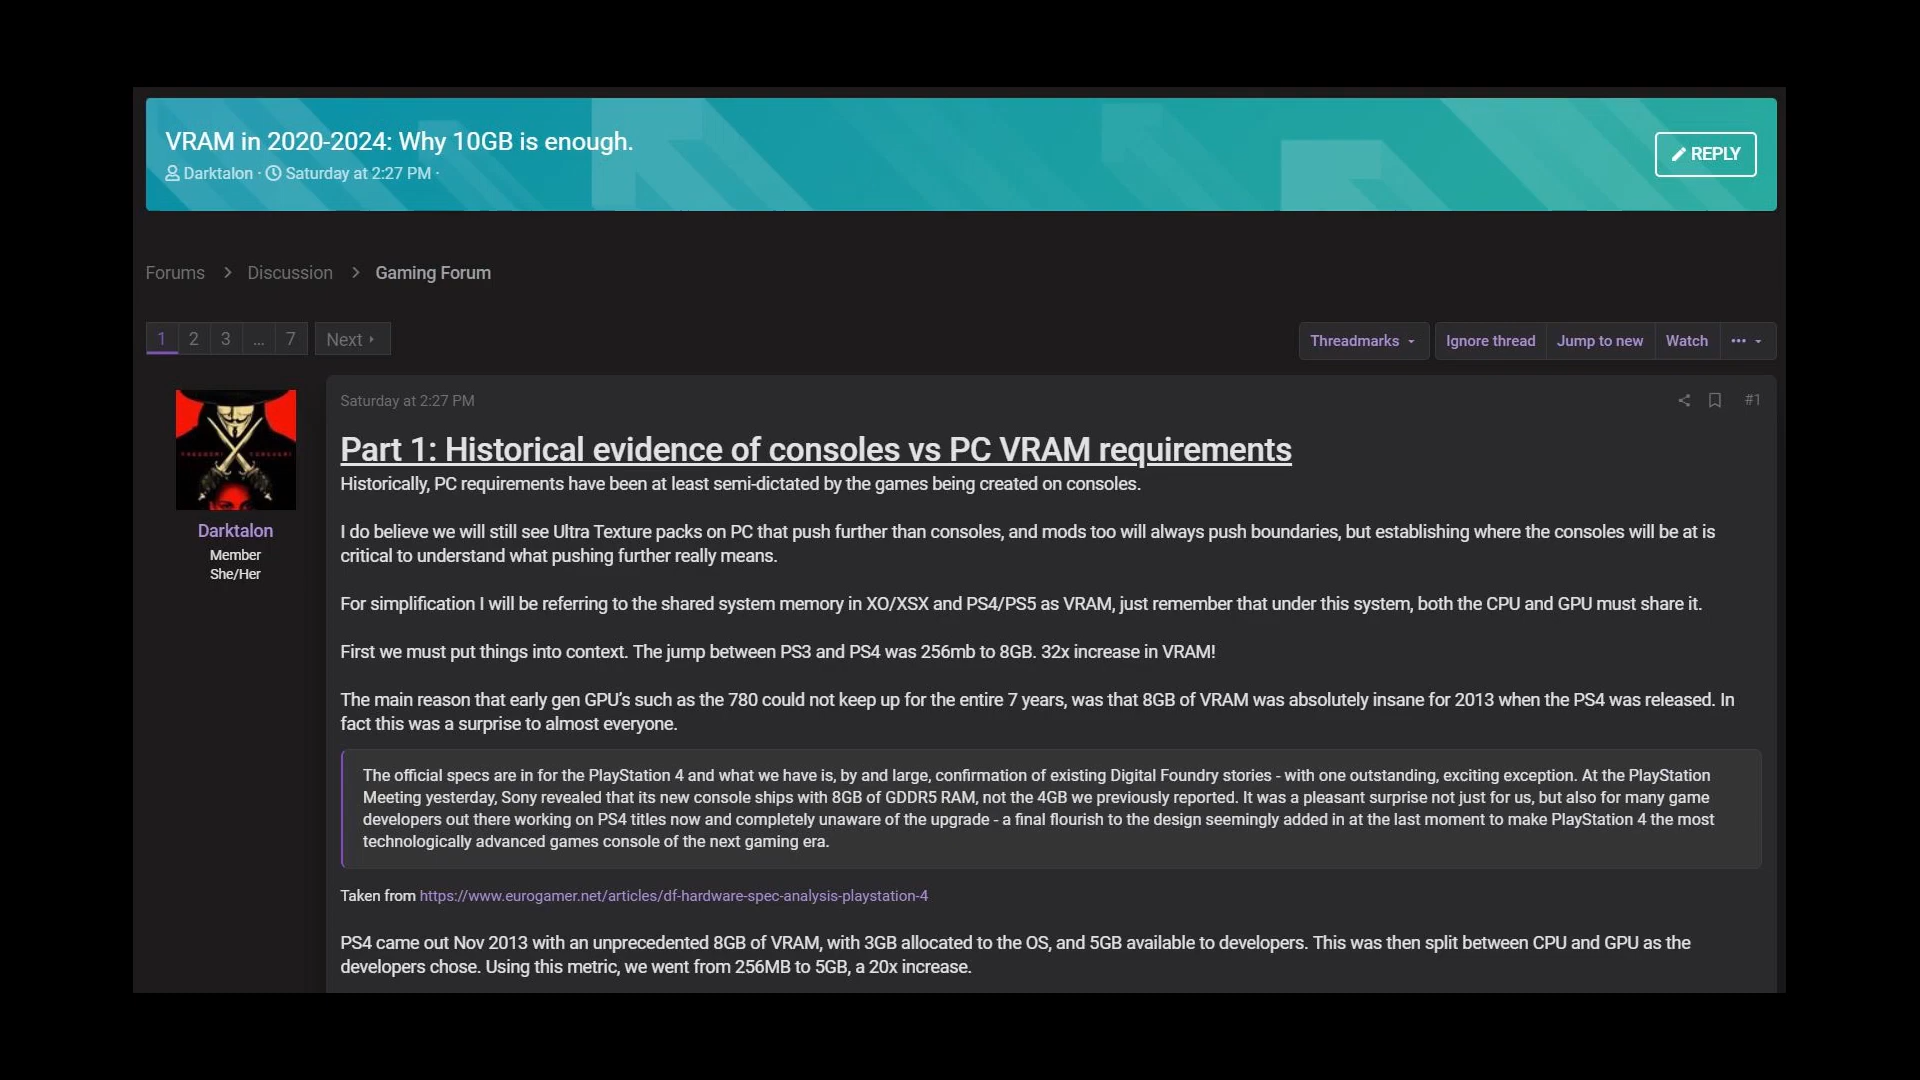 VRAM in 2020-2024: Why 10GB is enough.
Darktalon · Saturday at 2:27 PM ·
REPLY
Forums > Discussion > Gaming Forum
1 2 3 ... 7 Next
Threadmarks Ignore thread Jump to new Watch •••
Saturday at 2:27 PM #1
FREEDOM! FOREVER!
Darktalon
Member
She/Her
Part 1: Historical evidence of consoles vs PC VRAM requirements
Historically, PC requirements have been at least semi-dictated by the games being created on consoles.
I do believe we will still see Ultra Texture packs on PC that push further than consoles, and mods too will always push boundaries, but establishing where the consoles will be at is
critical to understand what pushing further really means.
For simplification I will be referring to the shared system memory in XO/XSX and PS4/PS5 as VRAM, just remember that under this system, both the CPU and GPU must share it.
First we must put things into context. The jump between PS3 and PS4 was 256mb to 8GB. 32x increase in VRAM!
The main reason that early gen GPU's such as the 780 could not keep up for the entire 7 years, was that 8GB of VRAM was absolutely insane for 2013 when the PS4 was released. In
fact this was a surprise to almost everyone.
The official specs are in for the PlayStation 4 and what we have is, by and large, confirmation of existing Digital Foundry stories - with one outstanding, exciting exception. At the PlayStation
Meeting yesterday, Sony revealed that its new console ships with 8GB of GDDR5 RAM, not the 4GB we previously reported. It was a pleasant surprise not just for us, but also for many game
developers out there working on PS4 titles now and completely unaware of the upgrade - a final flourish to the design seemingly added in at the last moment to make PlayStation 4 the most
technologically advanced games console of the next gaming era.
Taken from https://www.eurogamer.net/articles/df-hardware-spec-analysis-playstation-4
PS4 came out Nov 2013 with an unprecedented 8GB of VRAM, with 3GB allocated to the OS, and 5GB available to developers. This was then split between CPU and GPU as the
developers chose. Using this metric, we went from 256MB to 5GB, a 20x increase.